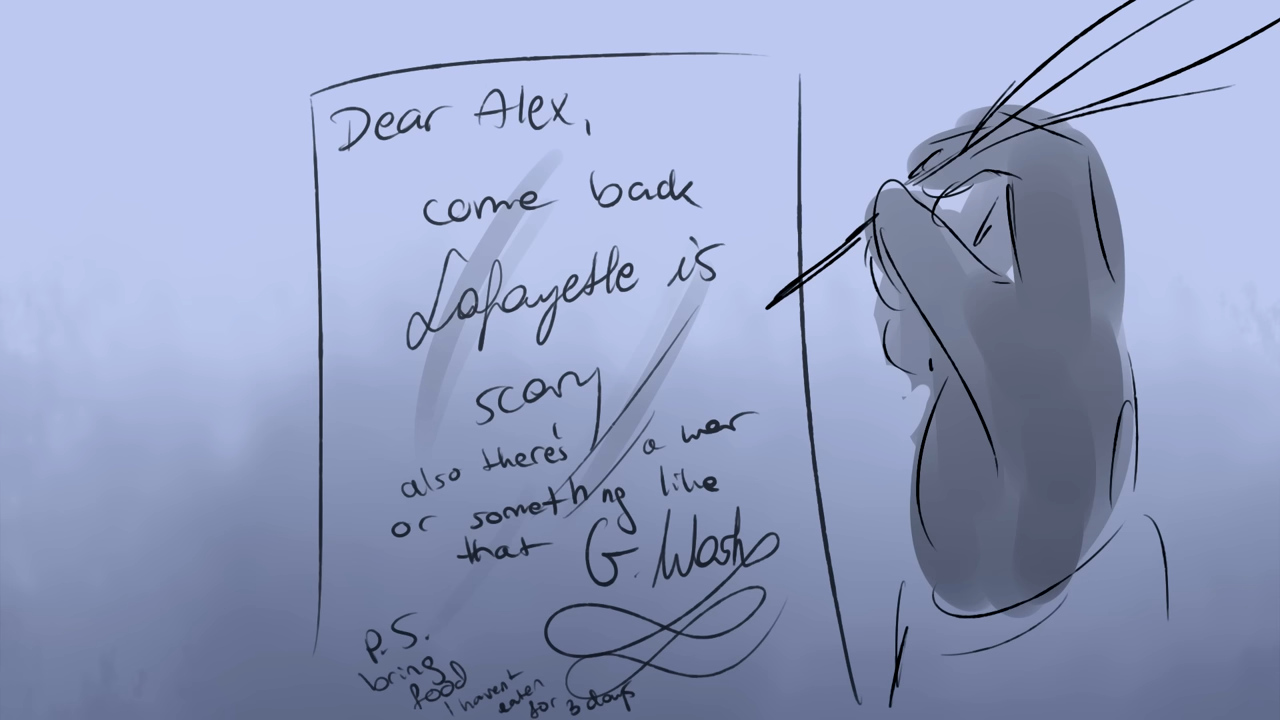 Dear Alex,
come back
Lafayette is
scary
also there's a war
or something like
that G. Wash
P.S.
bring
food
I haven't
eaten
for 3 days